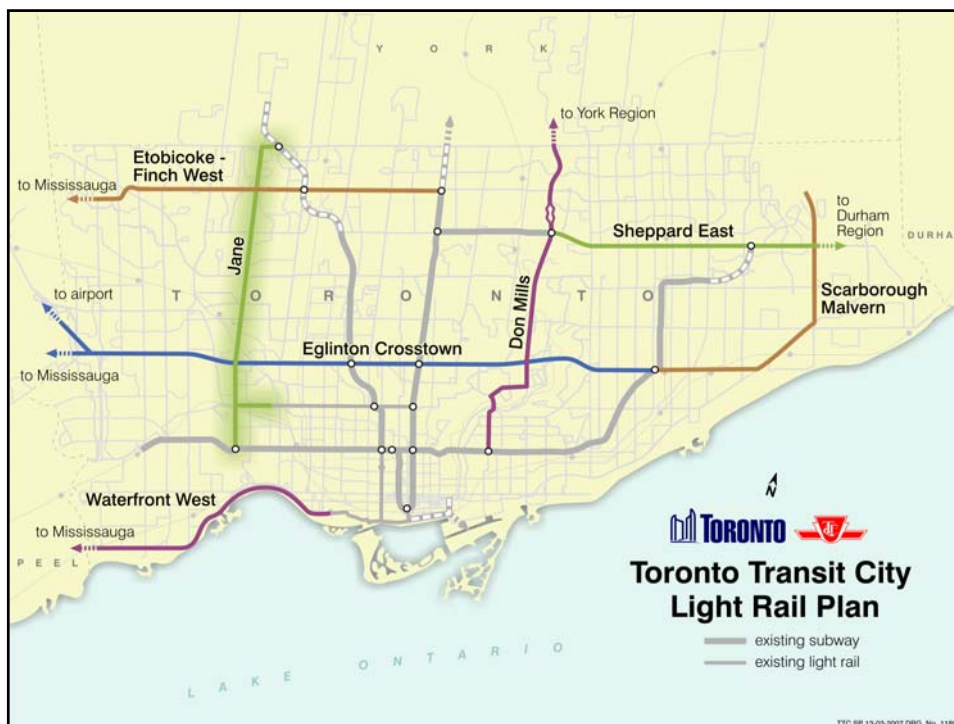 Y O R K
to York Region
Etobicoke -
Finch West
to Mississauga
Jane
Sheppard East
to
Durham
Region
DURHA
Don Mills
Scarborough
Malvern
to airport
T O R O N T O
Eglinton Crosstown
to Mississauga
Waterfront West
to Mississauga
P E E L
N
TORONTO
Toronto Transit City
Light Rail Plan
existing subway
existing light rail
L A K E O N T A R I O